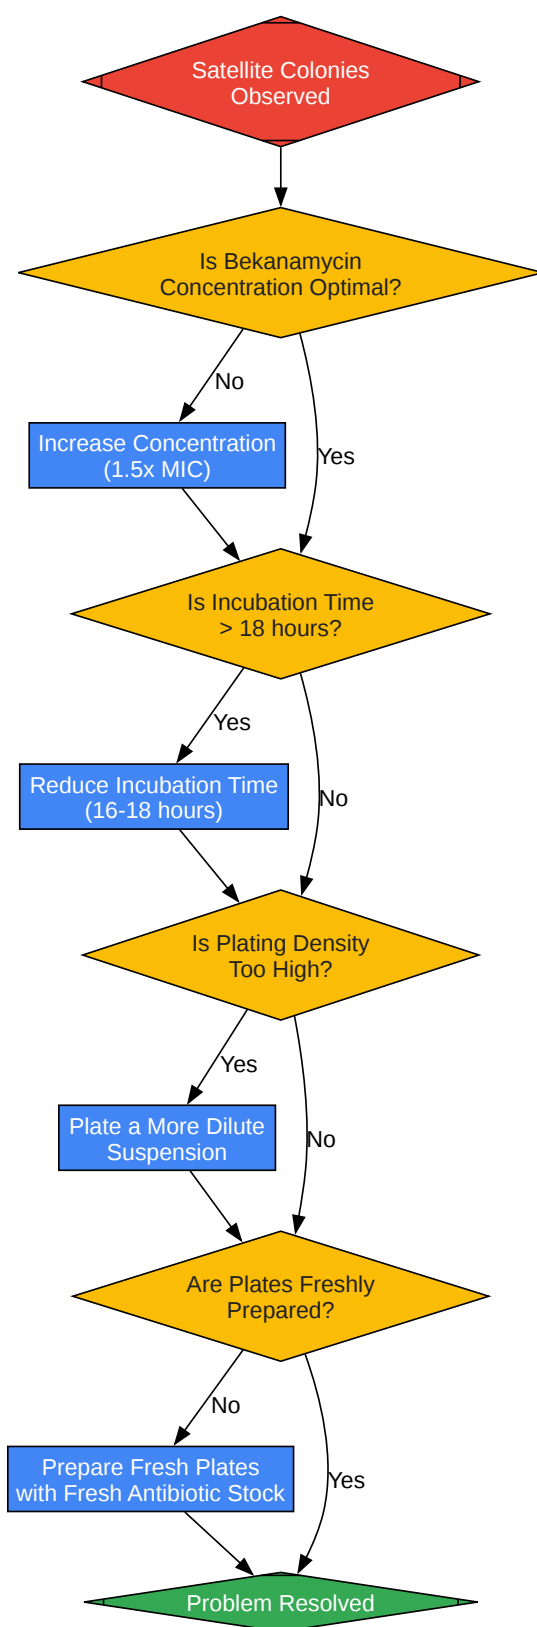 Satellite Colonies
Observed
Is Bekanamycin
Concentration Optimal?
No
Increase Concentration
(1.5x MIC)
Yes
Is Incubation Time
> 18 hours?
Yes
Reduce Incubation Time
(16-18 hours)
No
Is Plating Density
Too High?
Yes
Plate a More Dilute
Suspension
No
Are Plates Freshly
Prepared?
No
Prepare Fresh Plates
with Fresh Antibiotic Stock
Yes
Problem Resolved